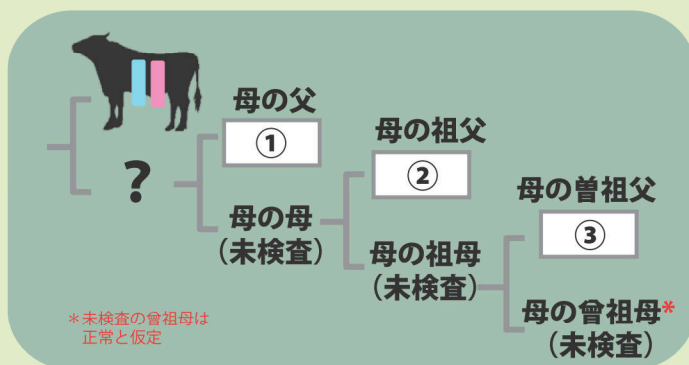 母の父
①
母の祖父
②
?
母の曽祖父
母の母
(未検査)
③
母の祖母
(未検査)
母の曾祖母*
(未検査)
*未検査の曾祖母は
正常と仮定